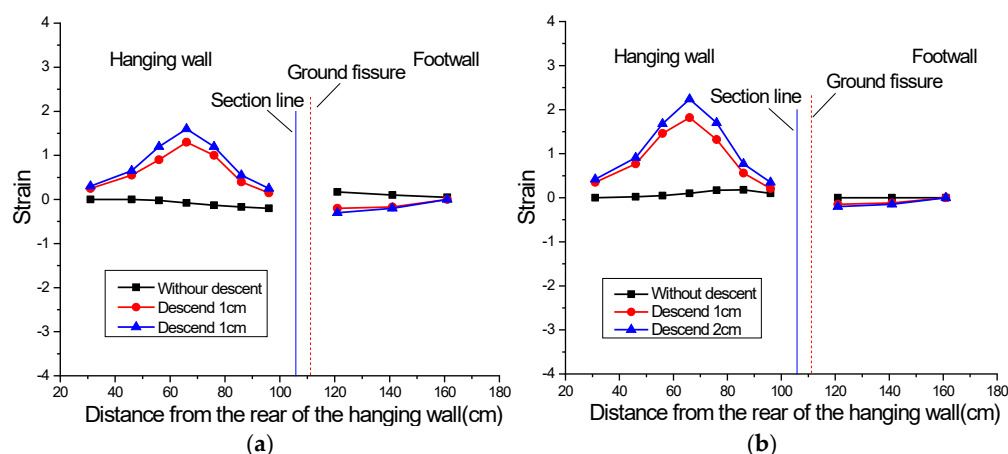 4
3
2
1
0
-1
-2
-3
-4
Strain
Hanging wall
Footwall
Ground fissure
Section line
Withour descent
Descend 1cm
Descend 1cm
20 40 60 80 100 120 140 160 180
Distance from the rear of the hanging wall(cm)
(a)
4
3
2
1
0
-1
-2
-3
-4
Strain
Hanging wall
Footwall
Ground fissure
Section line
Without descent
Descend 1cm
Descend 2cm
20 40 60 80 100 120 140 160 180
Distance from the rear of the hanging wall(cm)
(b)